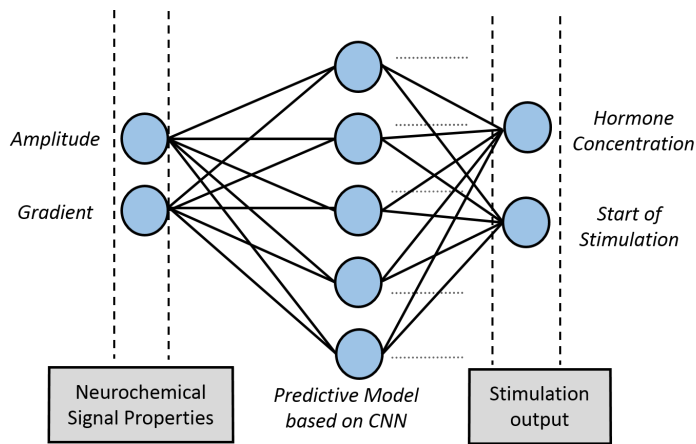 Amplitude
Gradient
Hormone
Concentration
Start of
Stimulation
Neurochemical
Signal Properties
Predictive Model
based on CNN
Stimulation
output